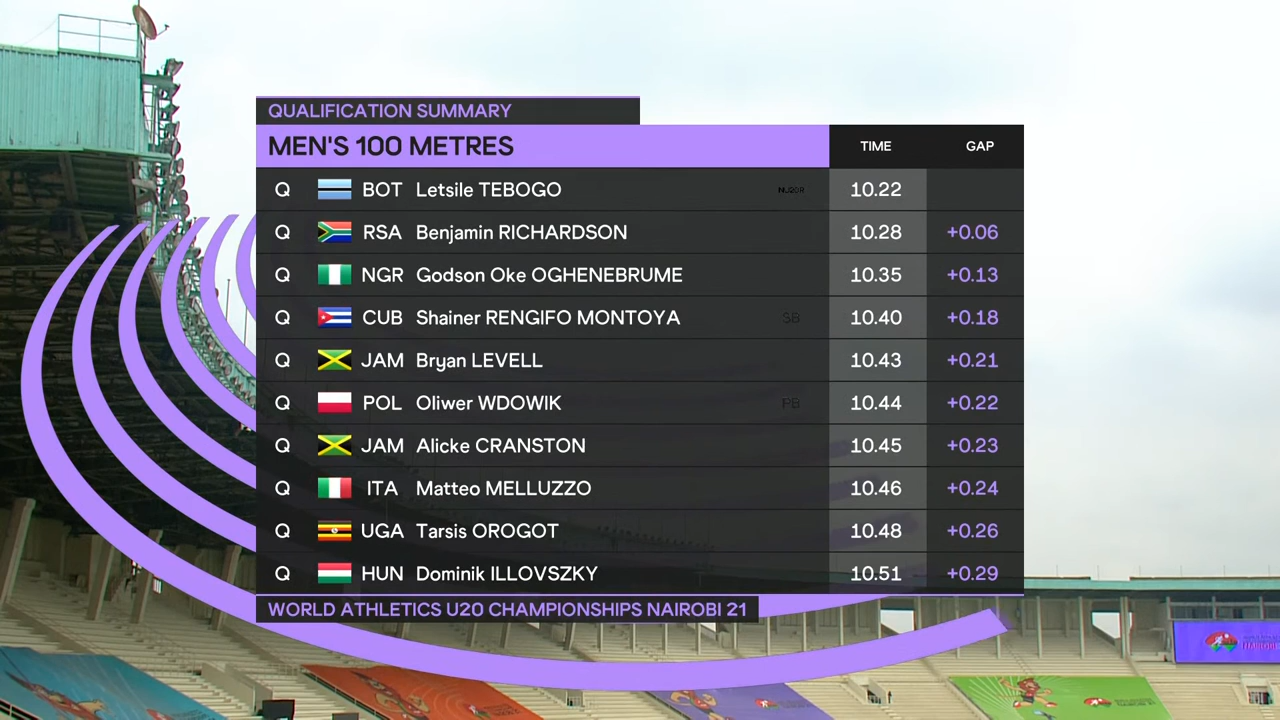 QUALIFICATION SUMMARY
MEN'S 100 METRES TIME GAP
Q BOT Letsile TEBOGO 10.22
Q RSA Benjamin RICHARDSON 10.28 +0.06
Q NGR Godson Oke OGHENEBRUME 10.35 +0.13
Q CUB Shainer RENGIFO MONTOYA SB 10.40 +0.18
Q JAM Bryan LEVELL 10.43 +0.21
Q POL Oliwer WDOWIK PB 10.44 +0.22
Q JAM Alicke CRANSTON 10.45 +0.23
Q ITA Matteo MELLUZZO 10.46 +0.24
Q UGA Tarsis OROGOT 10.48 +0.26
Q HUN Dominik ILLOVSZKY 10.51 +0.29
WORLD ATHLETICS U20 CHAMPIONSHIPS NAIROBI 21